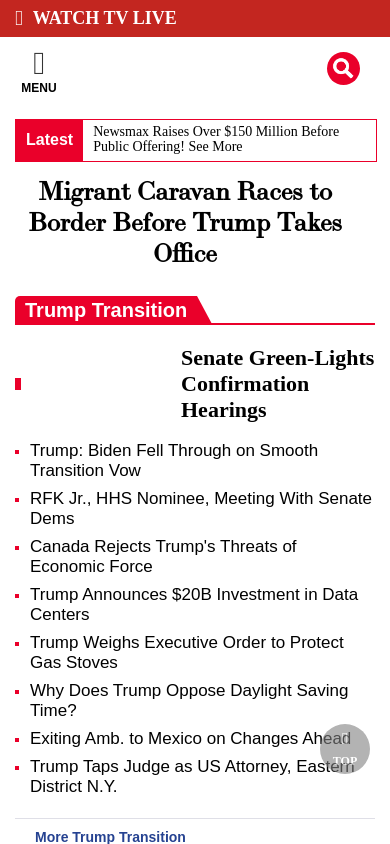 WATCH TV LIVE
MENU
Latest
Newsmax Raises Over $150 Million Before
Public Offering! See More
Migrant Caravan Races to
Border Before Trump Takes
Office
Trump Transition
Senate Green-Lights
Confirmation
Hearings
Trump: Biden Fell Through on Smooth
Transition Vow
RFK Jr., HHS Nominee, Meeting With Senate
Dems
Canada Rejects Trump's Threats of
Economic Force
Trump Announces $20B Investment in Data
Centers
Trump Weighs Executive Order to Protect
Gas Stoves
Why Does Trump Oppose Daylight Saving
Time?
Exiting Amb. to Mexico on Changes Ahead
Trump Taps Judge as US Attorney, Eastern
District N.Y.
TOP
More Trump Transition